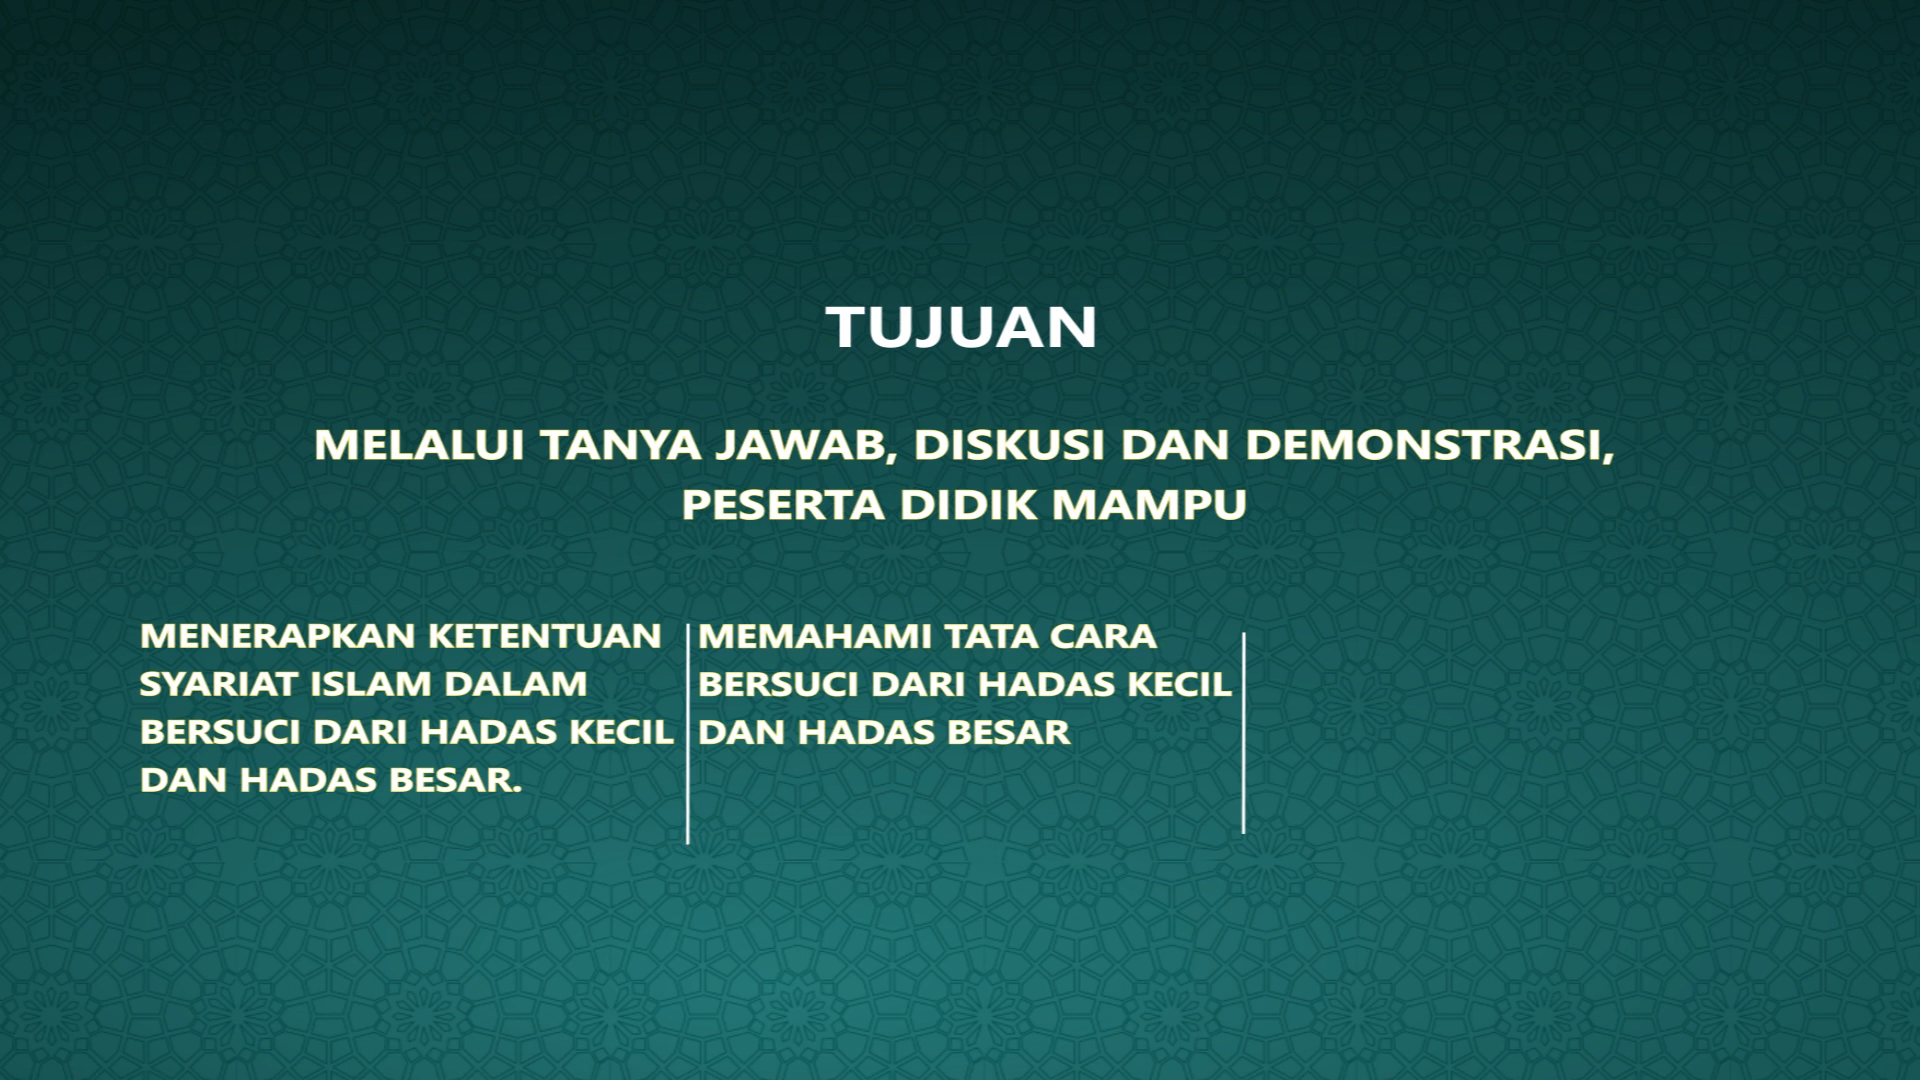 TUJUAN
MELALUI TANYA JAWAB, DISKUSI DAN DEMONSTRASI,
PESERTA DIDIK MAMPU
MENERAPKAN KETENTUAN
SYARIAT ISLAM DALAM
BERSUCI DARI HADAS KECIL
DAN HADAS BESAR.
MEMAHAMI TATA CARA
BERSUCI DARI HADAS KECIL
DAN HADAS BESAR